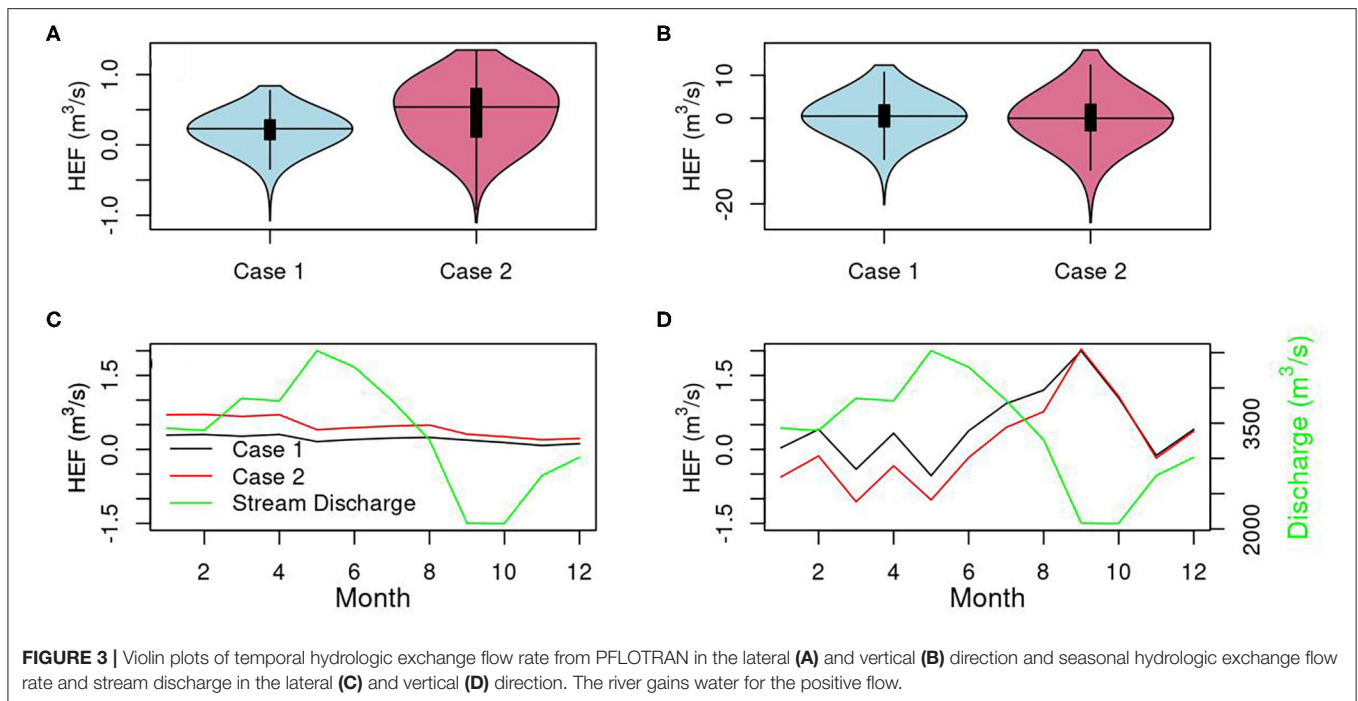 A
HEF (m³/s)
1.0
0.0
-1.0
Case 1
Case 2
B
HEF (m³/s)
10
0
-20
Case 1
Case 2
C
HEF (m³/s)
1.5
0.0
-1.5
Case 1
Case 2
Stream Discharge
2
4
6
8
10
12
Month
D
HEF (m³/s)
1.5
0.0
-1.5
2
4
6
8
10
12
Month
3500
2000
Discharge (m³/s)
FIGURE 3 | Violin plots of temporal hydrologic exchange flow rate from PFLOTRAN in the lateral (A) and vertical (B) direction and seasonal hydrologic exchange flow
rate and stream discharge in the lateral (C) and vertical (D) direction. The river gains water for the positive flow.